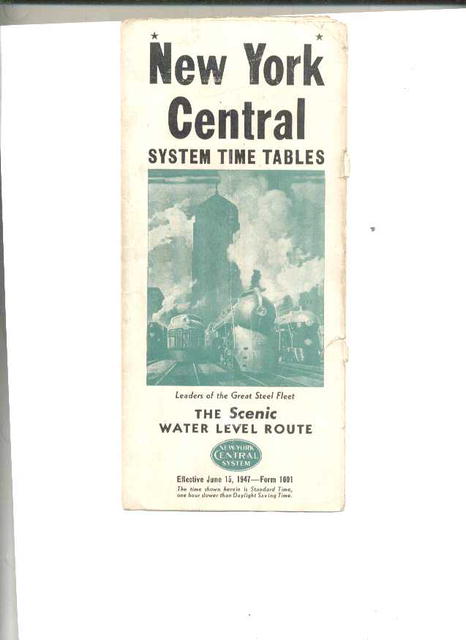 New York
Central
SYSTEM TIME TABLES
Leaders of the Great Steel Fleet
THE Scenic
WATER LEVEL ROUTE
NEW YORK
CENTRAL
SYSTEM
Effective June 15, 1947—Form 1001
The time shown herein is Standard Time,
one hour slower than Daylight Saving Time.